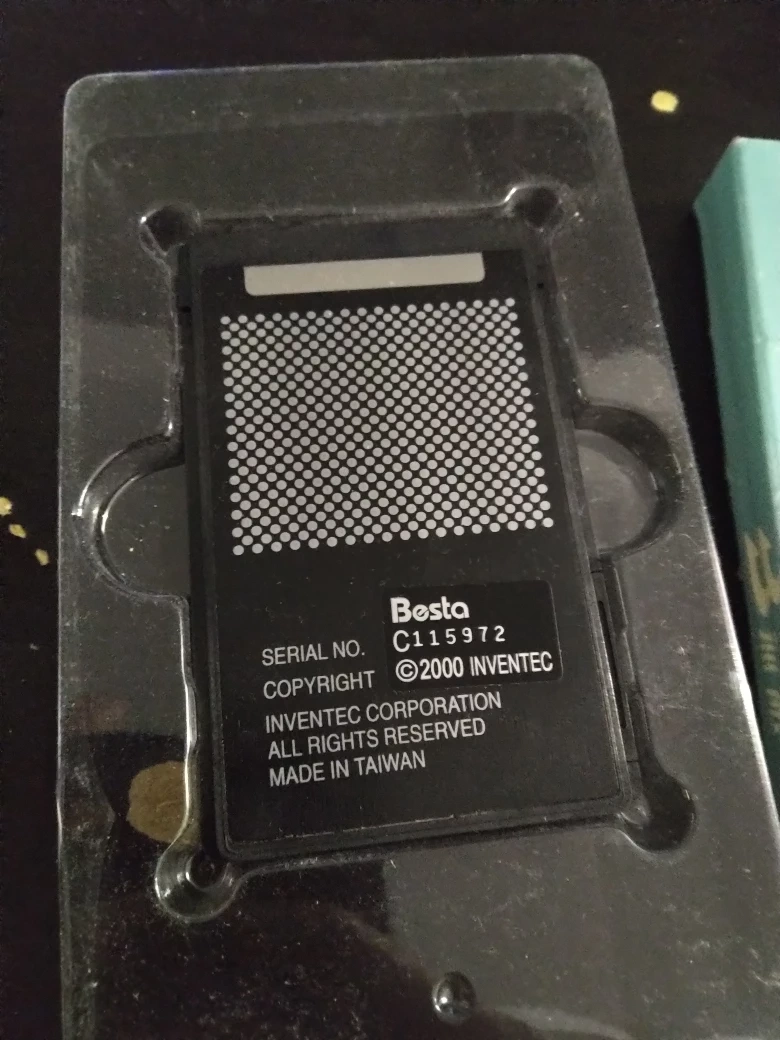 Besta
SERIAL NO. C115972
COPYRIGHT ©2000 INVENTEC
INVENTEC CORPORATION
ALL RIGHTS RESERVED
MADE IN TAIWAN